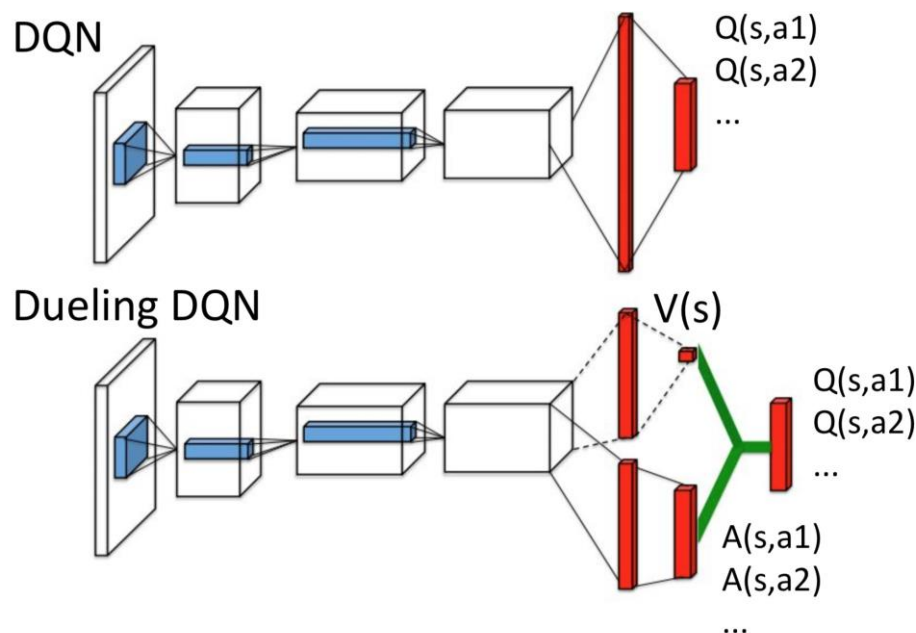 DQN
Q(s,a1)
Q(s,a2)
...
Dueling DQN
V(s)
Q(s,a1)
Q(s,a2)
...
A(s,a1)
A(s,a2)
...